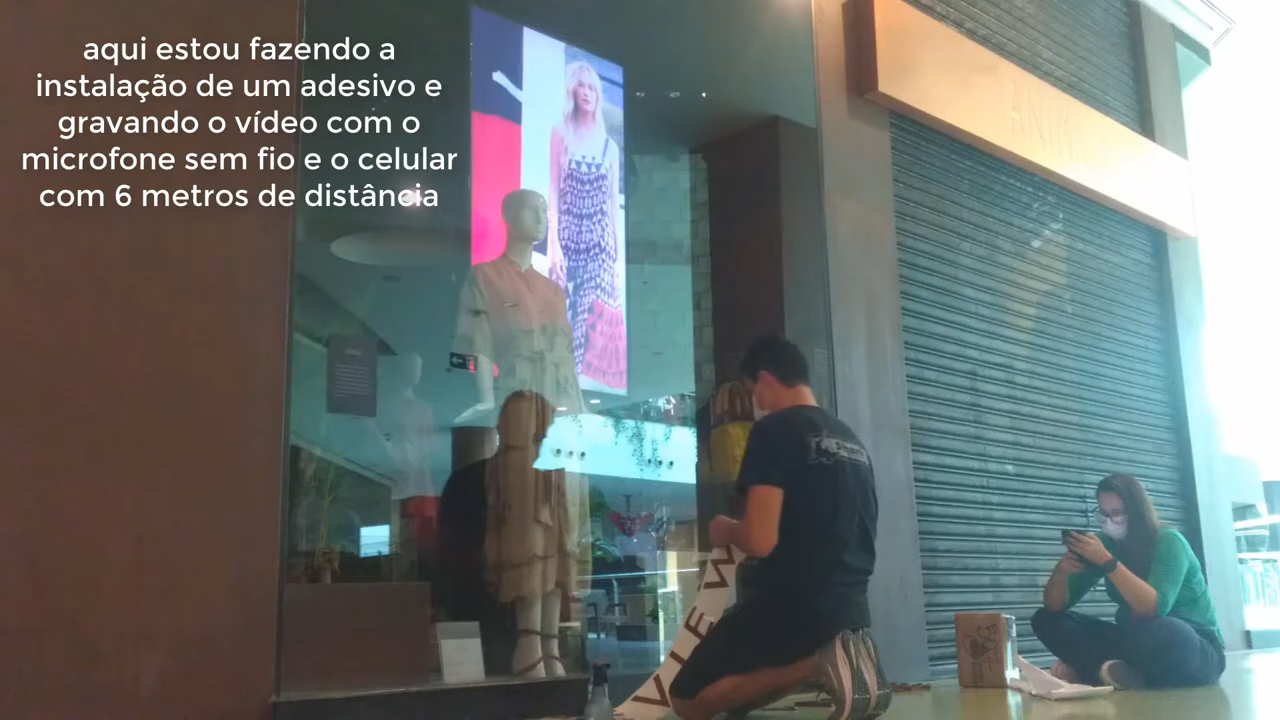 aqui estou fazendo a
instalação de um adesivo e
gravando o vídeo com o
microfone sem fio e o celular
com 6 metros de distância
VIEW